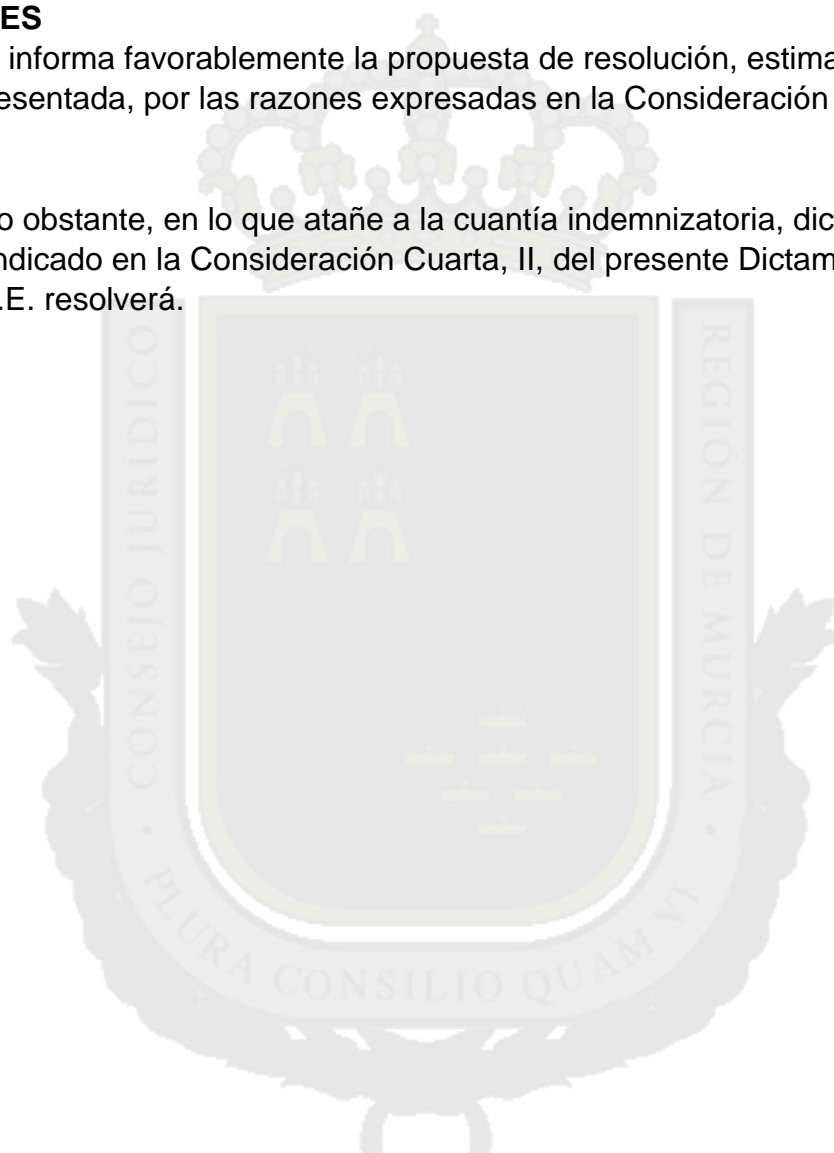 ES
informa favorablemente la propuesta de resolución, estima
esentada, por las razones expresadas en la Consideración
o obstante, en lo que atañe a la cuantía indemnizatoria, dic
ndicado en la Consideración Cuarta, II, del presente Dictam
.E. resolverá.
CONSEJO JURÍDICO
REGIÓN DE MURCIA
PLURA CONSILIO QUAM VI